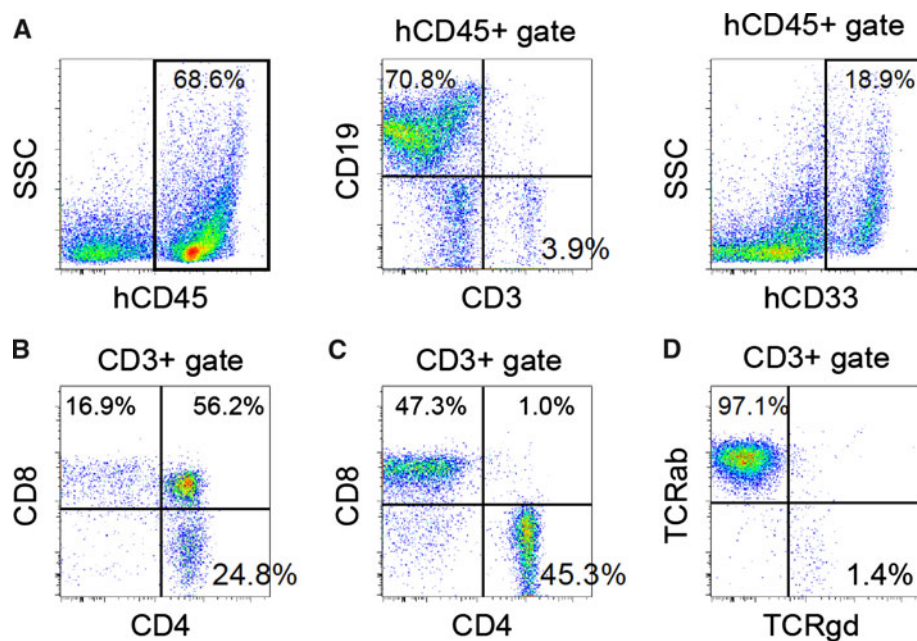 A
hCD45+ gate
hCD45+ gate
68.6%
70.8%
18.9%
SSC
CD19
SSC
3.9%
hCD45
CD3
hCD33
B
C
D
CD3+ gate
CD3+ gate
CD3+ gate
16.9%
56.2%
47.3%
1.0%
97.1%
CD8
CD8
TCRab
24.8%
45.3%
1.4%
CD4
CD4
TCRgd